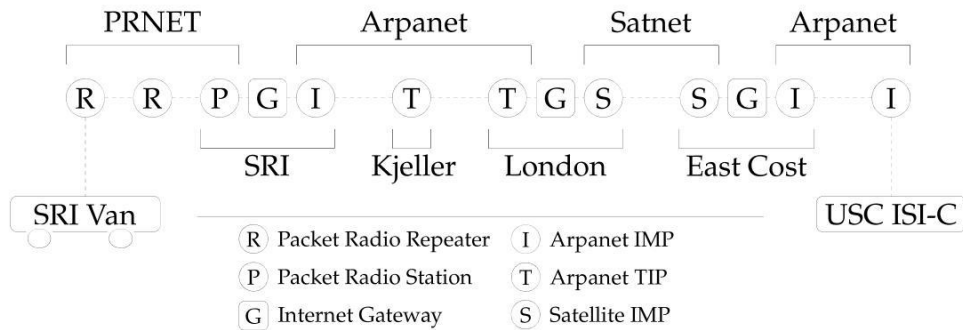 PRNET Arpanet Satnet Arpanet
R R P G I T T G S S G I I
SRI Kjeller London East Cost
SRI Van USC ISI-C
R Packet Radio Repeater I Arpanet IMP
P Packet Radio Station T Arpanet TIP
G Internet Gateway S Satellite IMP